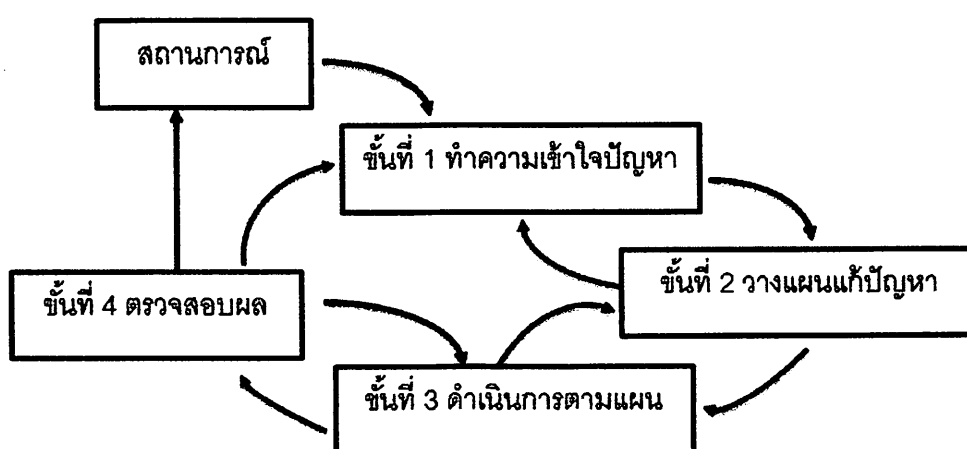 สถานการณ์
ขั้นที่ 1 ทำความเข้าใจปัญหา
ขั้นที่ 2 วางแผนแก้ปัญหา
ขั้นที่ 4 ตรวจสอบผล
ขั้นที่ 3 ดำเนินการตามแผน